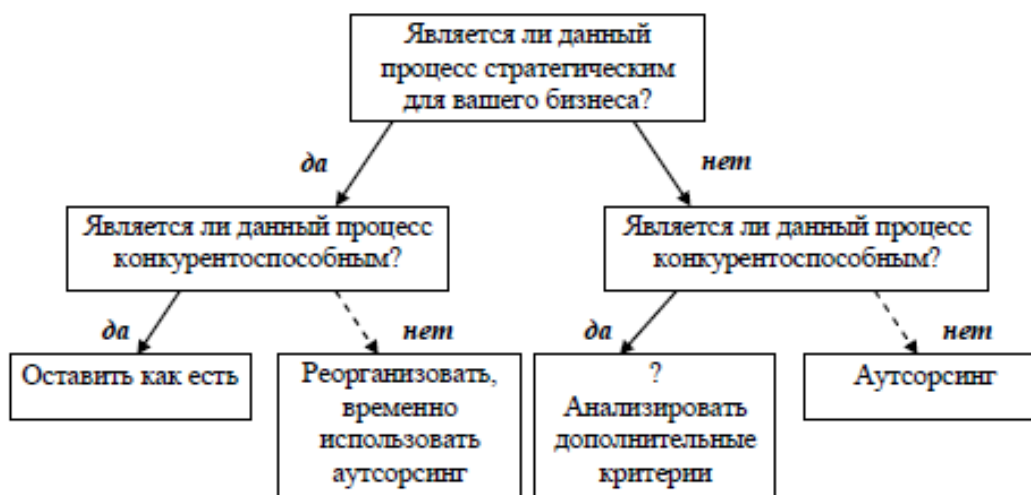 Является ли данный
процесс стратегическим
для вашего бизнеса?
да
нет
Является ли данный процесс
конкурентоспособным?
Является ли данный процесс
конкурентоспособным?
да
нет
да
нет
Оставить как есть
Реорганизовать,
временно
использовать
аутсорсинг
?
Анализировать
дополнительные
критерии
Аутсорсинг